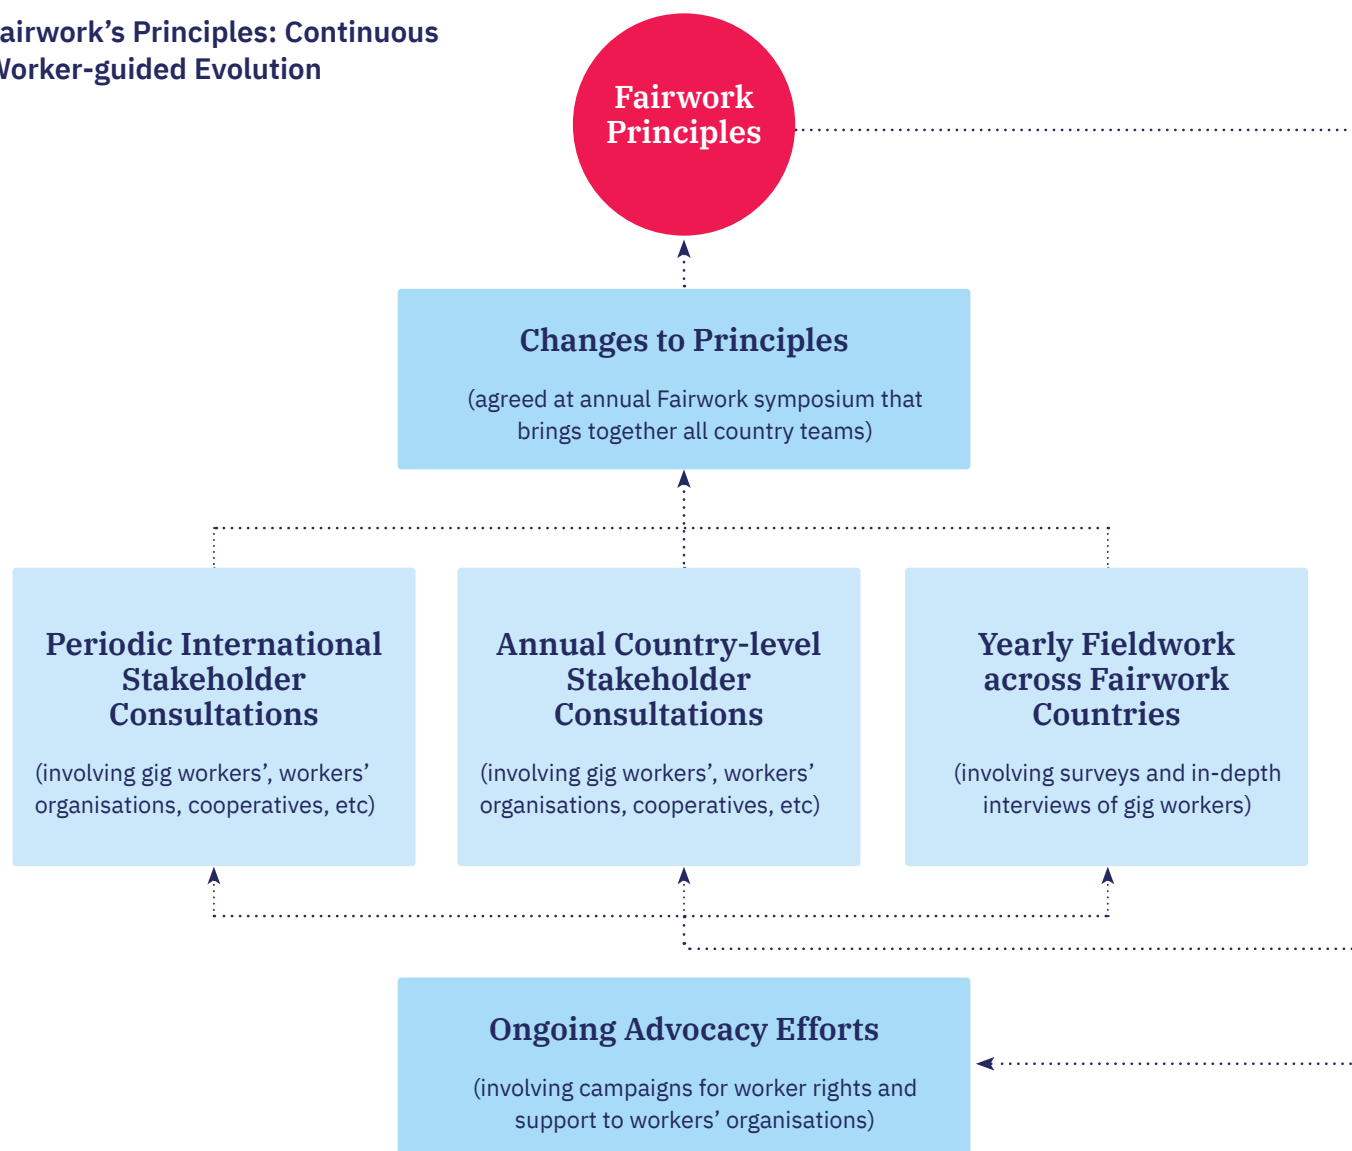 airwork’s Principles: Continuous
Worker-guided Evolution
Fairwork
Principles
Changes to Principles
(agreed at annual Fairwork symposium that
brings together all country teams)
Periodic International
Stakeholder
Consultations
(involving gig workers’, workers’
organisations, cooperatives, etc)
Annual Country-level
Stakeholder
Consultations
(involving gig workers’, workers’
organisations, cooperatives, etc)
Yearly Fieldwork
across Fairwork
Countries
(involving surveys and in-depth
interviews of gig workers)
Ongoing Advocacy Efforts
(involving campaigns for worker rights and
support to workers’ organisations)